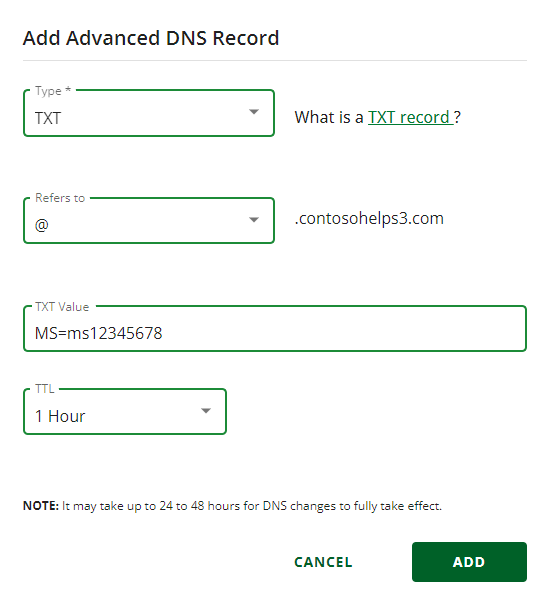 Add Advanced DNS Record
Type *
TXT
What is a TXT record ?
Refers to
@
.contosohelps3.com
TXT Value
MS=ms12345678
TTL
1 Hour
NOTE: It may take up to 24 to 48 hours for DNS changes to fully take effect.
CANCEL
ADD